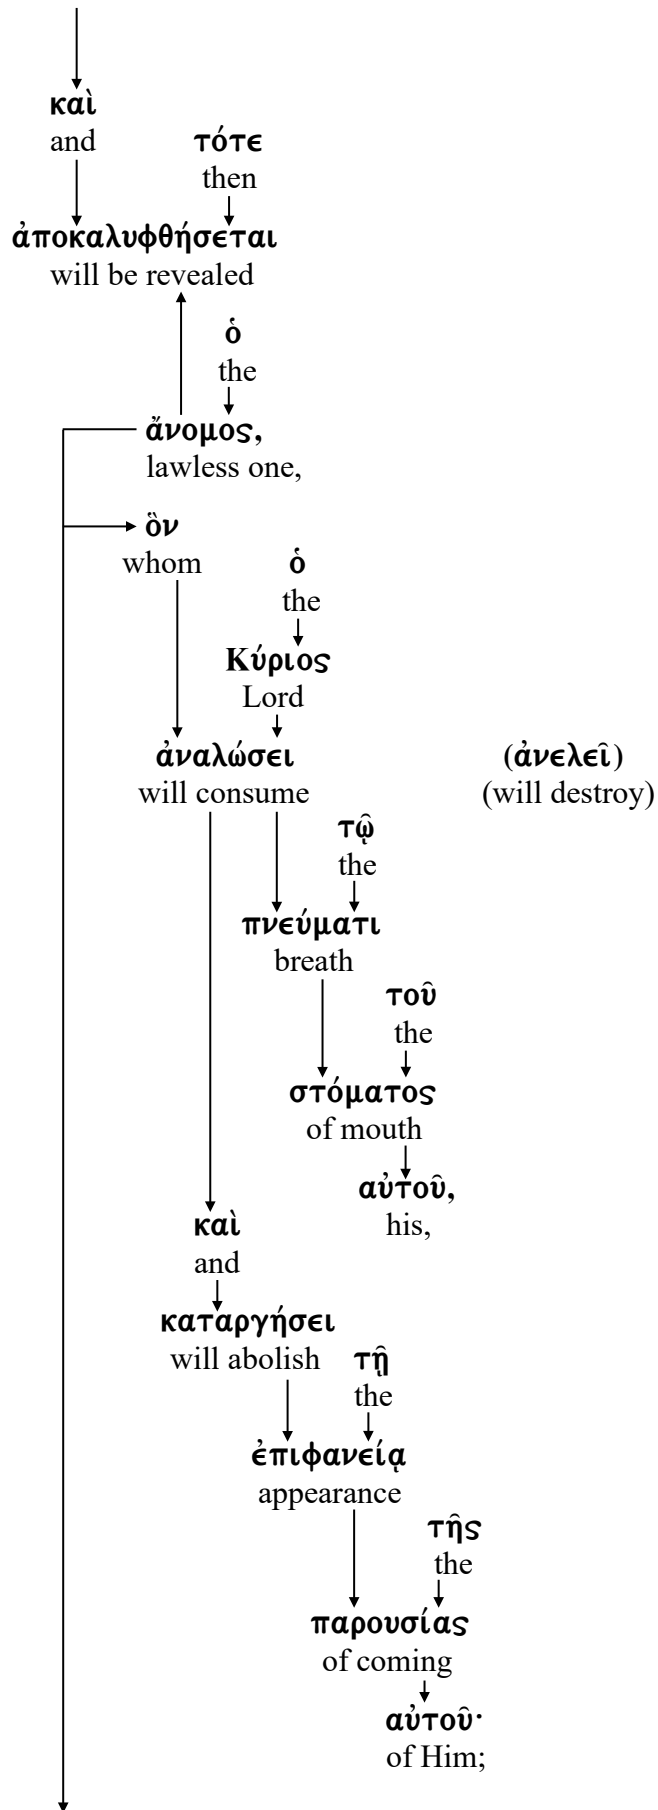 καὶ
and
τότε
then
ἀποκαλυφθήσεται
will be revealed
ὁ
the
ἄνομος,
lawless one,
ὃν
whom
ὁ
the
Κύριος
Lord
ἀναλώσει
(ἀνελεῖ)
will consume
(will destroy)
τῷ
the
πνεύματι
breath
τοῦ
the
στόματος
of mouth
αὐτοῦ,
his,
καὶ
and
καταργήσει
will abolish
τῇ
the
ἐπιφανείᾳ
appearance
τῆς
the
παρουσίας
of coming
αὐτοῦ·
of Him;